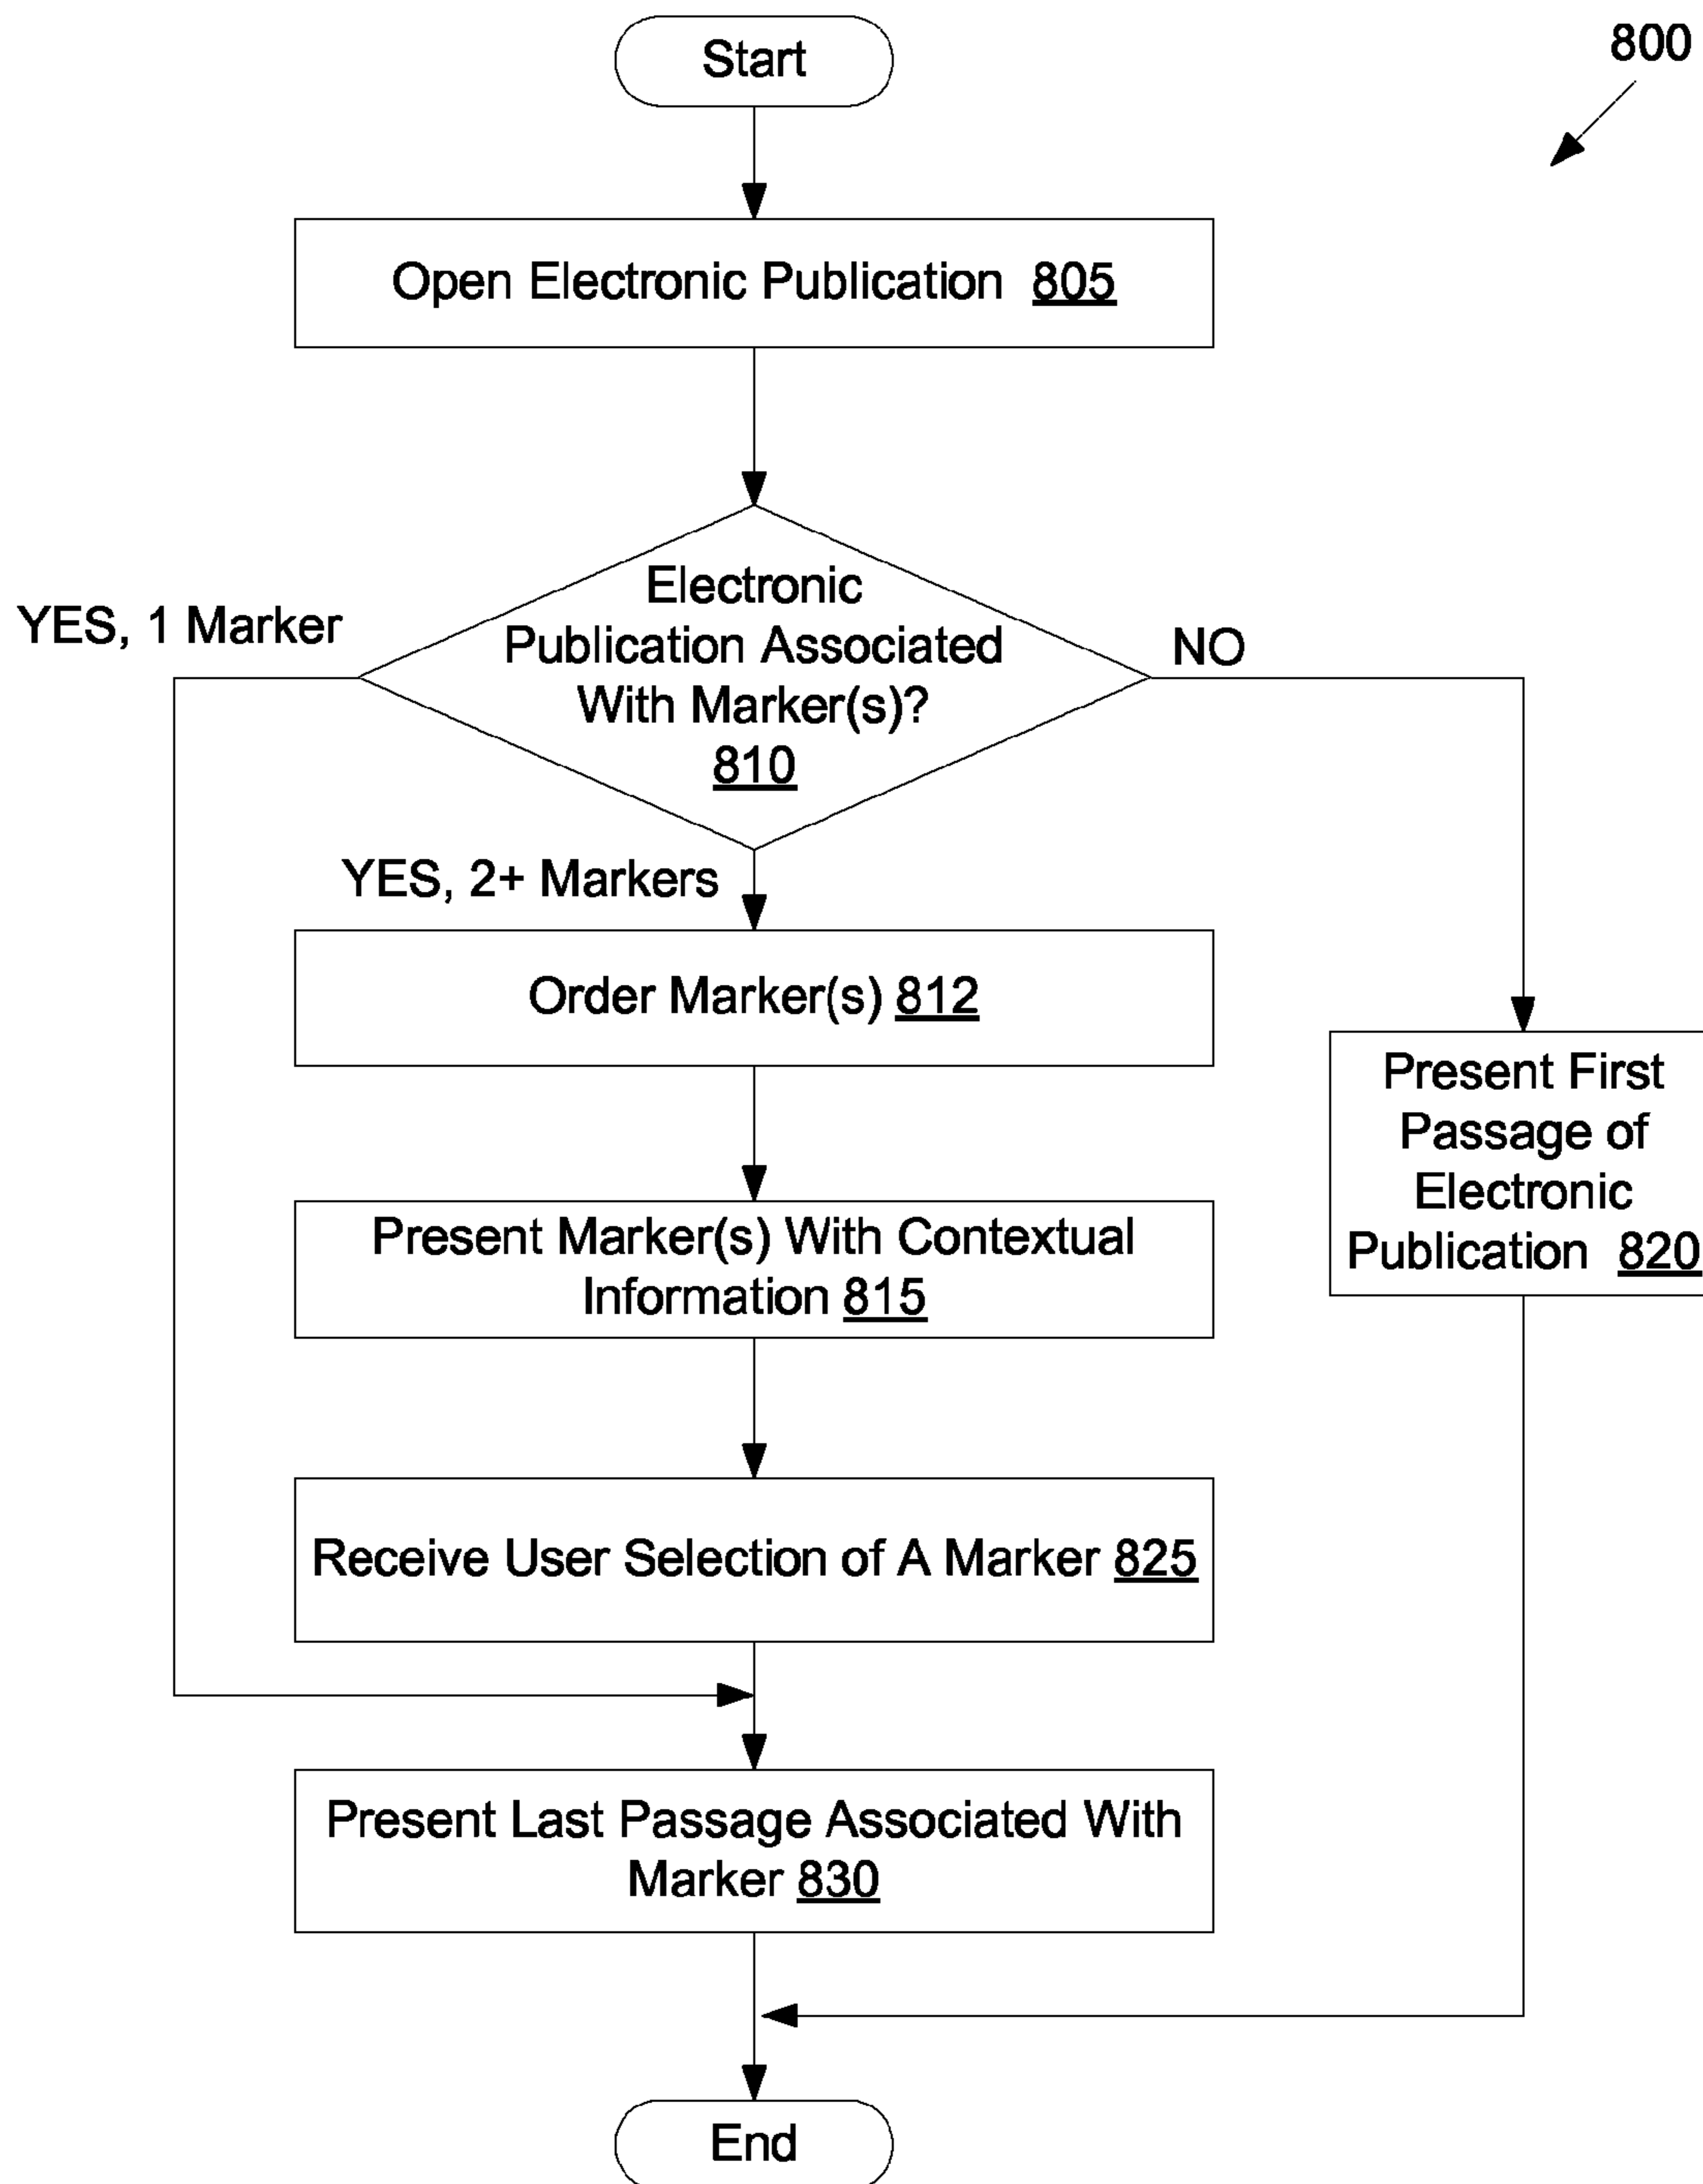 Start
800
Open Electronic Publication 805
Electronic
Publication Associated
With Marker(s)?
810
YES, 1 Marker
NO
YES, 2+ Markers
Order Marker(s) 812
Present First
Passage of
Electronic
Publication 820
Present Marker(s) With Contextual
Information 815
Receive User Selection of A Marker 825
Present Last Passage Associated With
Marker 830
End